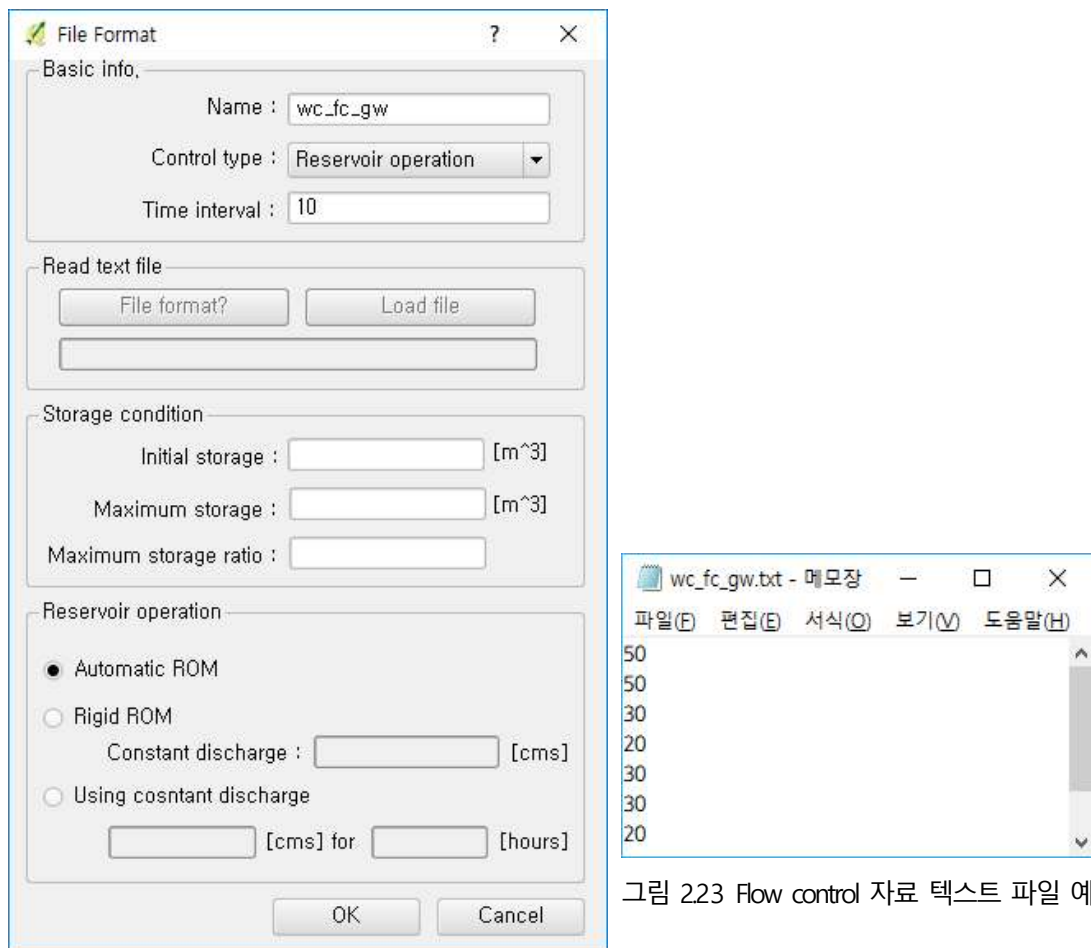 File Format ? ×
Basic info.
Name : wc_fc_gw
Control type : Reservoir operation
Time interval : 10
Read text file
File format? Load file
Storage condition
Initial storage : [m^3]
Maximum storage : [m^3]
Maximum storage ratio :
Reservoir operation
Automatic ROM
Rigid ROM
Constant discharge : [cms]
Using cosntant discharge
[cms] for [hours]
OK Cancel
wc_fc_gw.txt - 메모장
파일(F) 편집(E) 서식(O) 보기(V) 도움말(H)
50
50
30
20
30
30
20
그림 2.23 Flow control 자료 텍스트 파일 예